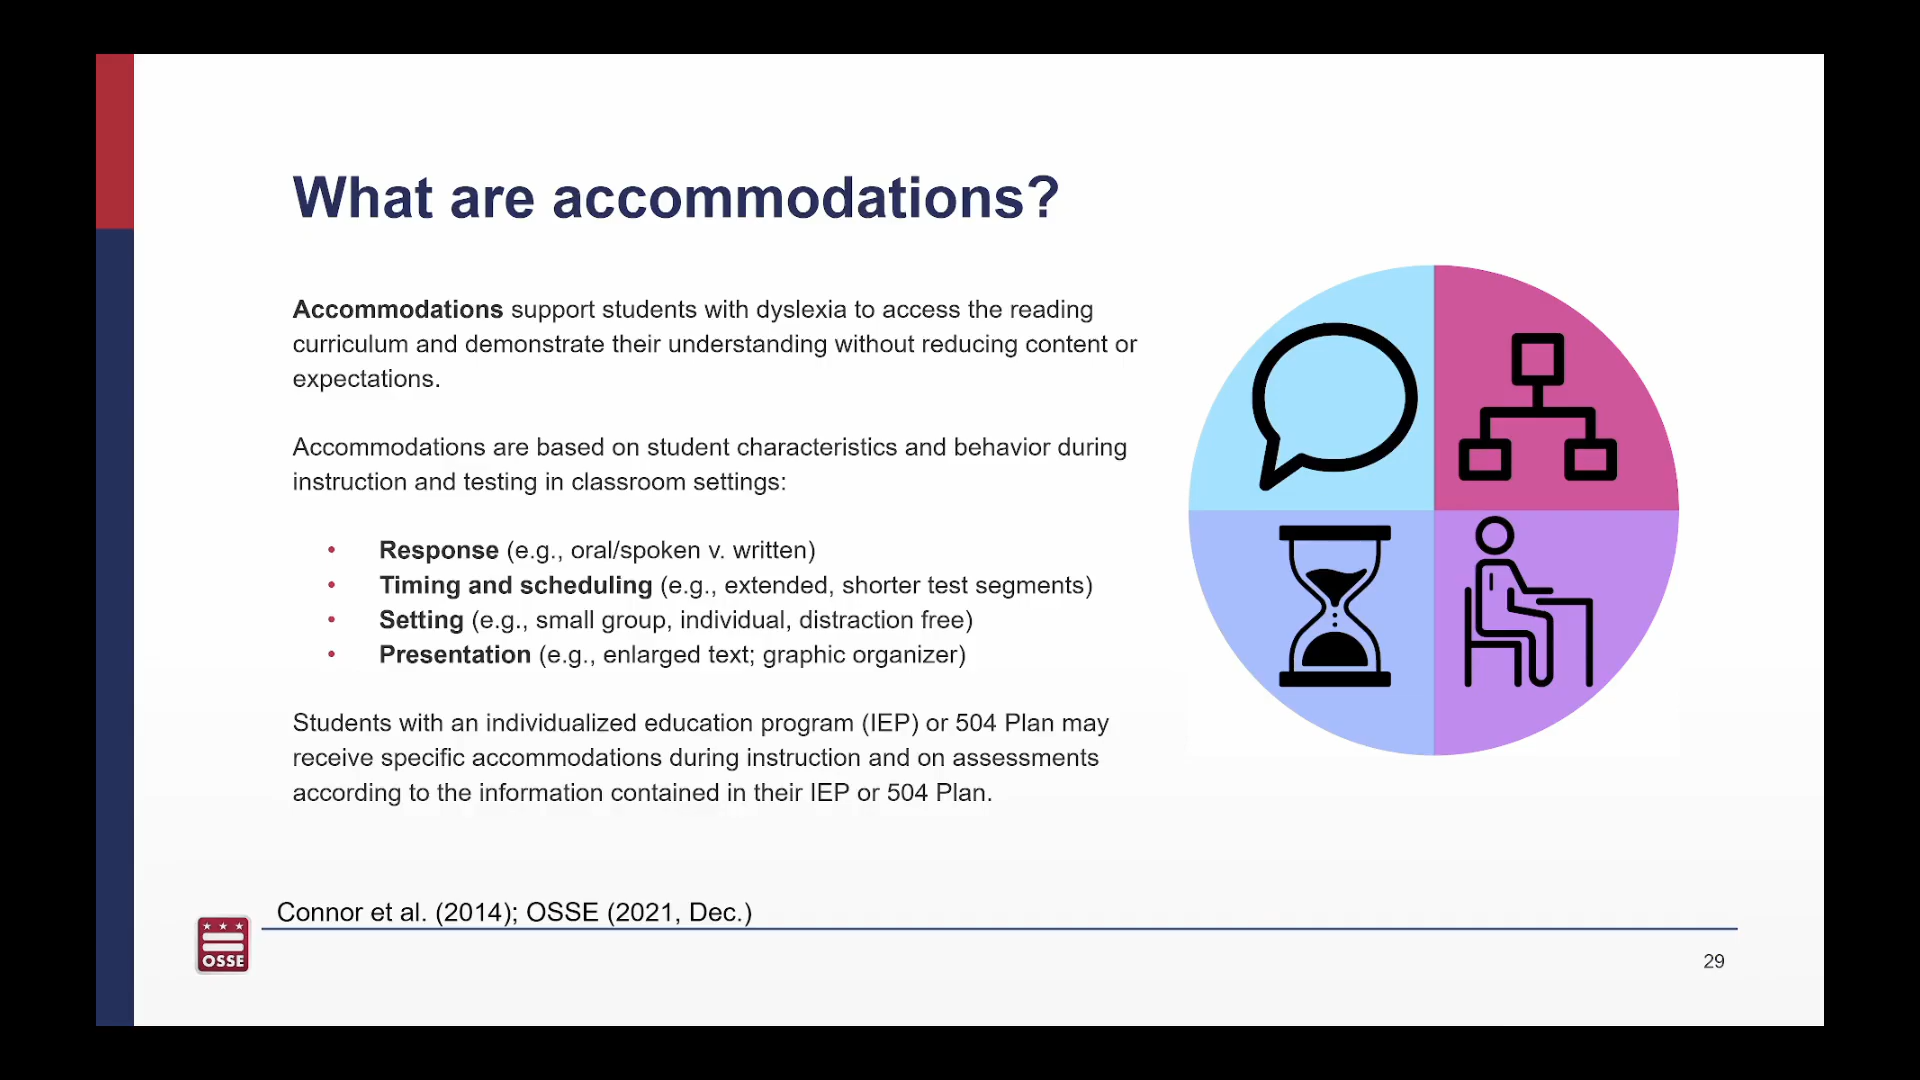 What are accommodations?
Accommodations support students with dyslexia to access the reading
curriculum and demonstrate their understanding without reducing content or
expectations.
Accommodations are based on student characteristics and behavior during
instruction and testing in classroom settings:
• Response (e.g., oral/spoken v. written)
• Timing and scheduling (e.g., extended, shorter test segments)
• Setting (e.g., small group, individual, distraction free)
• Presentation (e.g., enlarged text; graphic organizer)
Students with an individualized education program (IEP) or 504 Plan may
receive specific accommodations during instruction and on assessments
according to the information contained in their IEP or 504 Plan.
Connor et al. (2014); OSSE (2021, Dec.)
OSSE
29